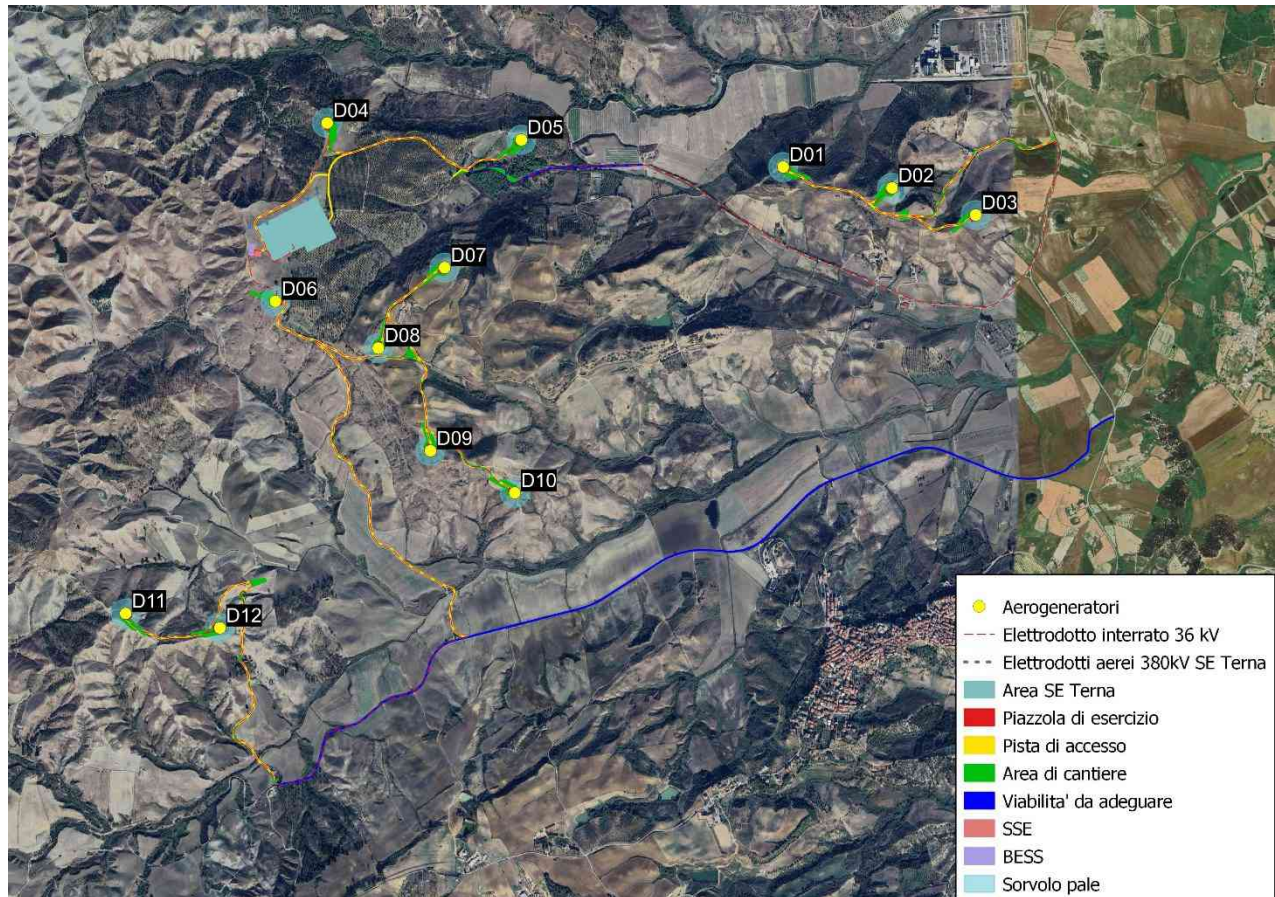 D04
D05
D01
D02
D03
D07
D06
D08
D09
D10
D11
D12
Aerogeneratori
Elettrodotto interrato 36 kV
Elettrodotti aerei 380kV SE Terna
Area SE Terna
Piazzola di esercizio
Pista di accesso
Area di cantiere
Viabilita' da adeguare
SSE
BESS
Sorvolo pale